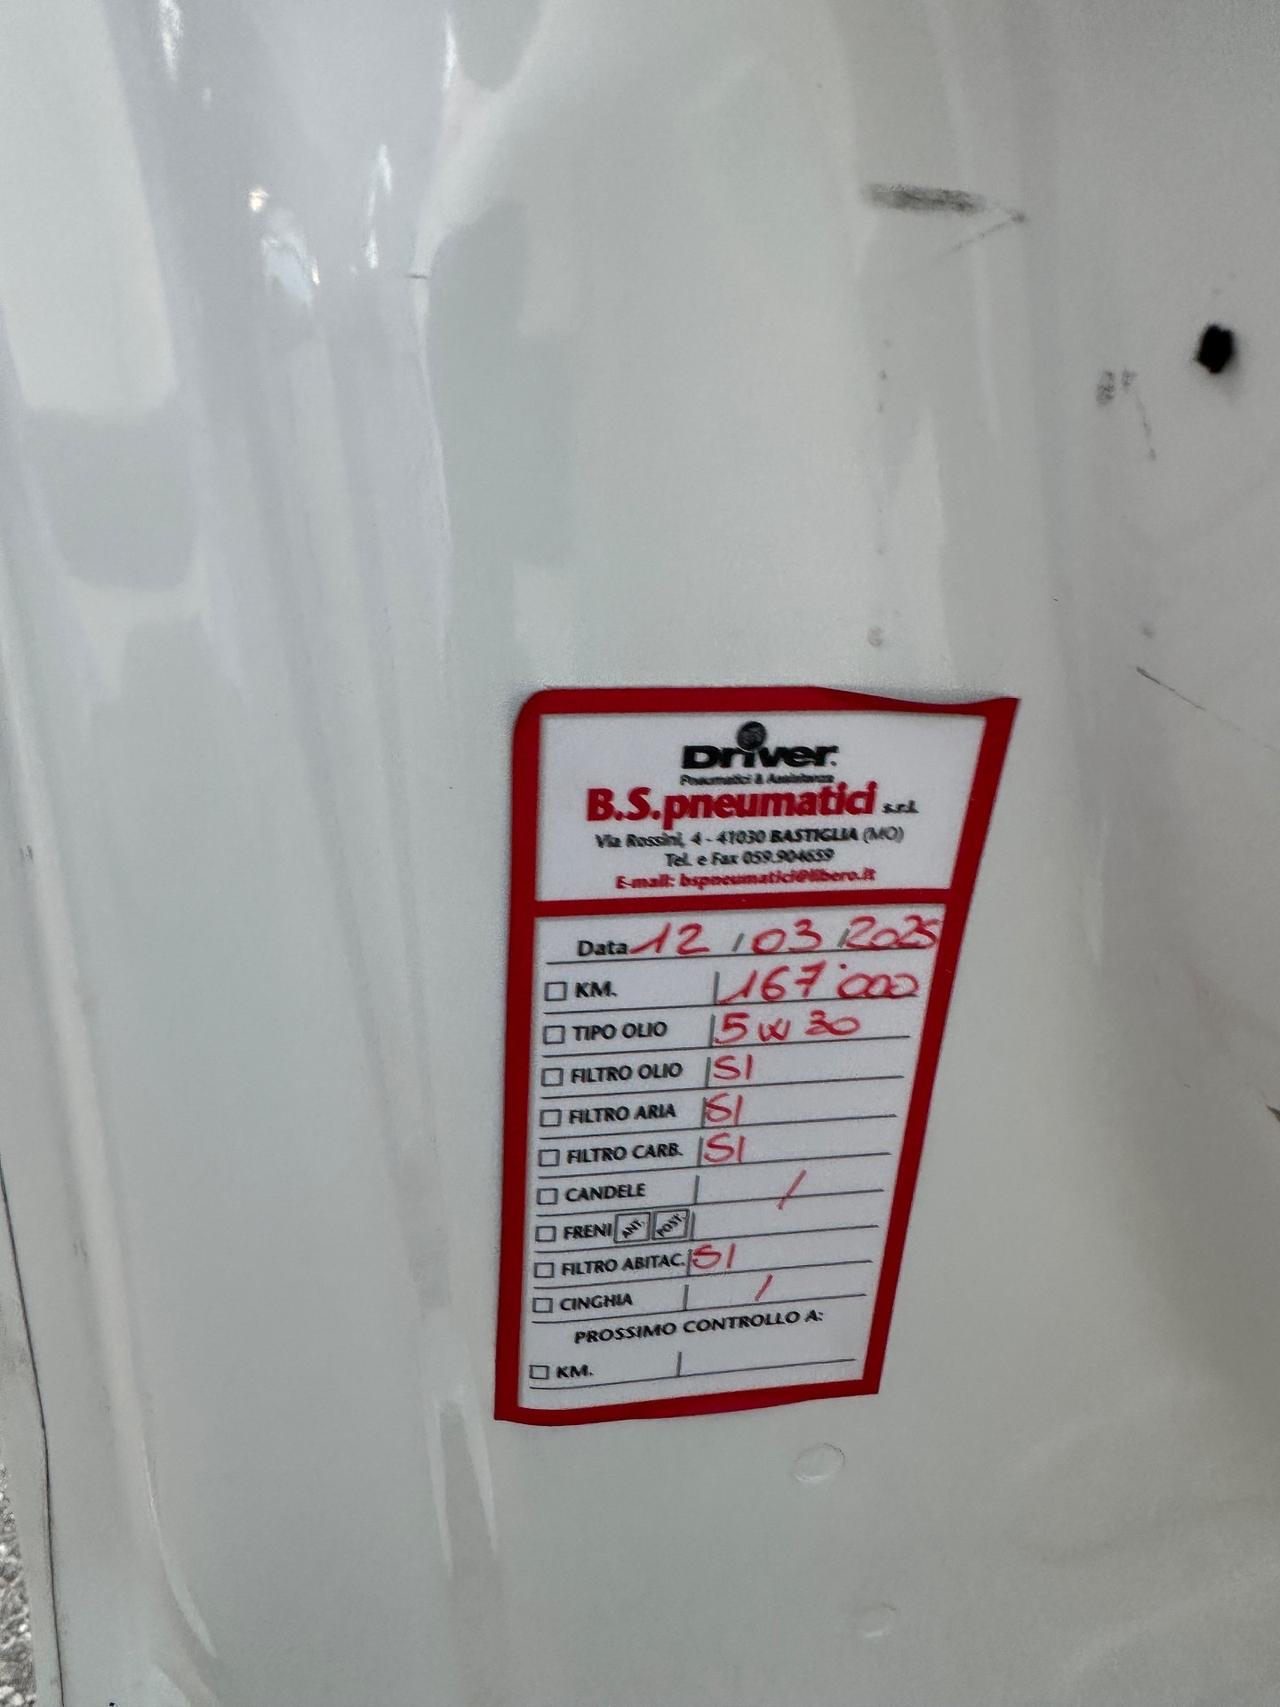 Driver
Pneumatici & Assistenza
B.S.pneumatici s.r.l.
Via Rossini, 4 - 41030 BASTIGLIA (MO)
Tel. e Fax 059.904659
E-mail: bspneumatici@libero.it
Data 12 / 03 / 2025
KM. 167'000
TIPO OLIO 5W30
FILTRO OLIO SI
FILTRO ARIA SI
FILTRO CARB. SI
CANDELE /
FRENI ANT. POST.
FILTRO ABITAC. SI
CINGHIA /
PROSSIMO CONTROLLO A:
KM.